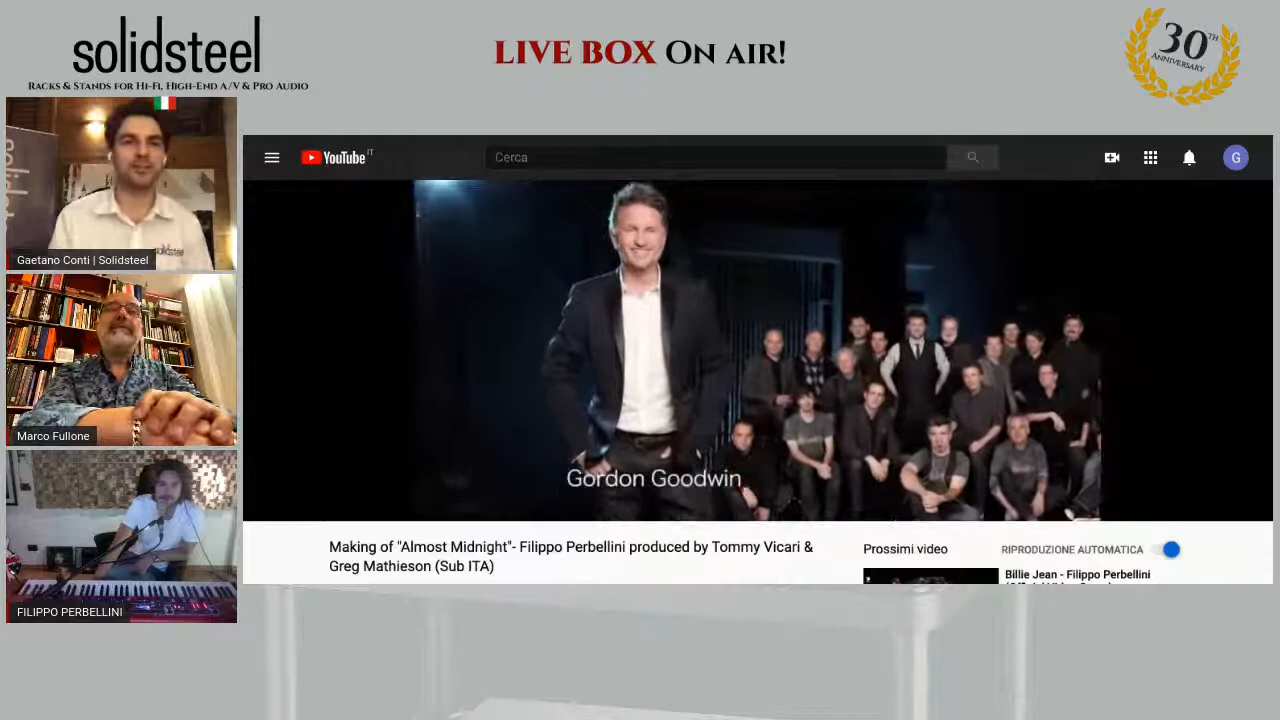 solidsteel
Racks & Stands for Hi-Fi, High-End A/V & Pro Audio
LIVE BOX On air!
30TH
ANNIVERSARY
Gaetano Conti | Solidsteel
Marco Fullone
FILIPPO PERBELLINI
YouTube IT
Cerca
G
Gordon Goodwin
Making of "Almost Midnight"- Filippo Perbellini produced by Tommy Vicari &
Greg Mathieson (Sub ITA)
Prossimi video
RIPRODUZIONE AUTOMATICA
Billie Jean - Filippo Perbellini